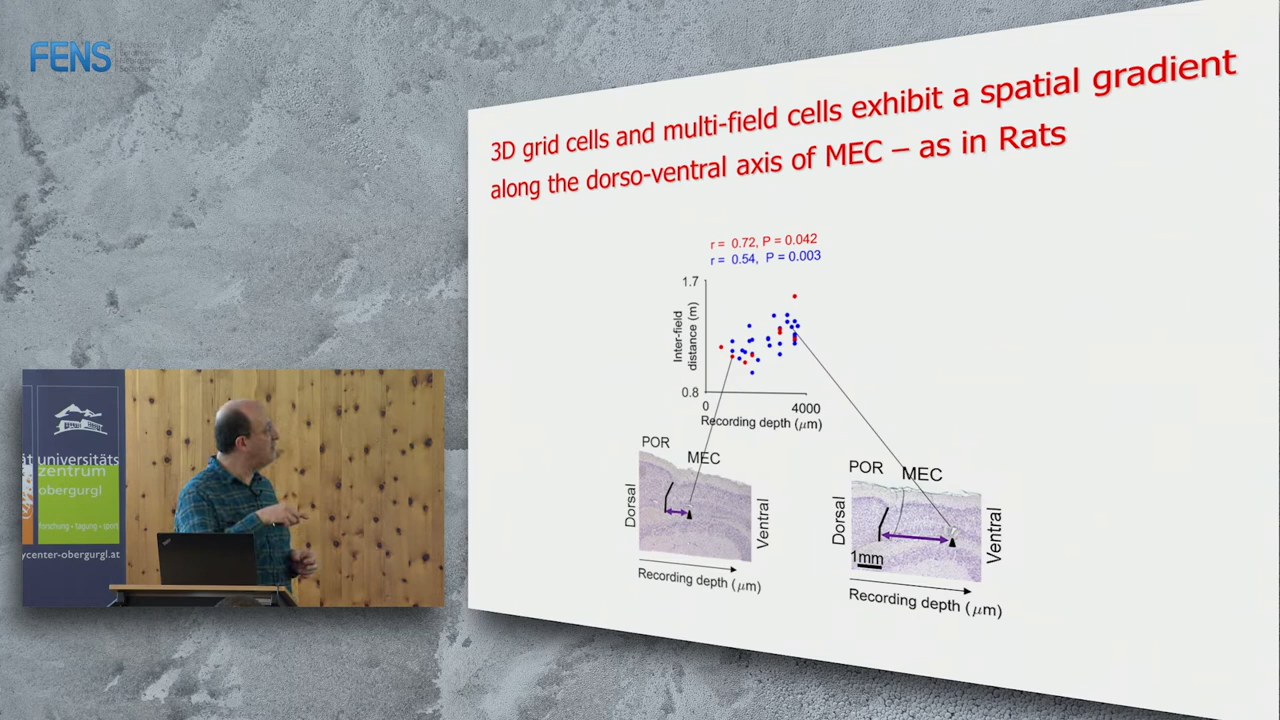 FENS
3D grid cells and multi-field cells exhibit a spatial gradient
along the dorso-ventral axis of MEC – as in Rats
r = 0.72, P = 0.042
r = 0.54, P = 0.003
1.7
Inter-field
distance (m)
0.8
0
4000
Recording depth (μm)
POR
MEC
Dorsal
Ventral
Recording depth (μm)
POR
MEC
Dorsal
Ventral
1mm
Recording depth (μm)
ät universitäts
zentrum
obergurgl
forschung - tagung - sport
ycenter-obergurgl.at